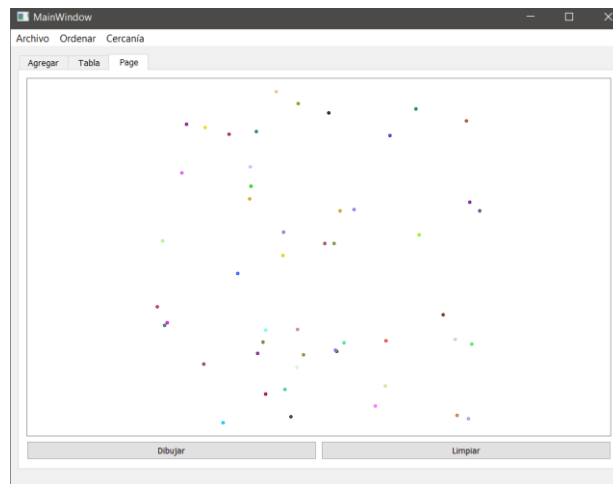 MainWindow
Archivo Ordenar Cercanía
Agregar Tabla Page
Dibujar Limpiar